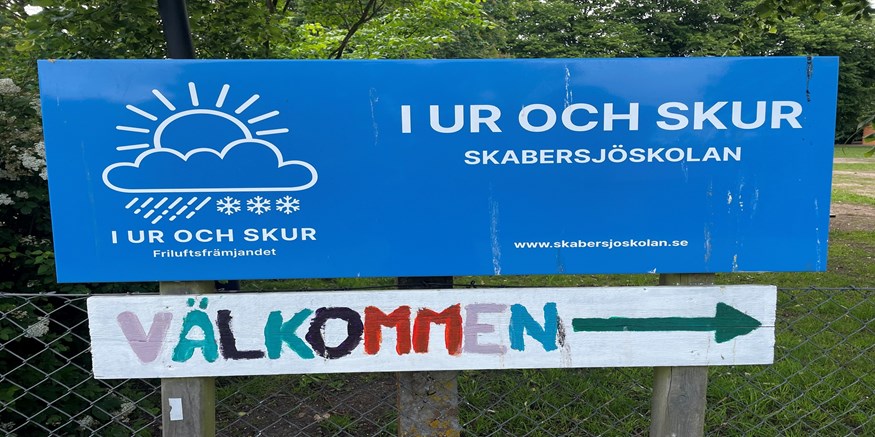 I UR OCH SKUR
Friluftsfrämjandet
I UR OCH SKUR
SKABERSJÖSKOLAN
www.skabersjoskolan.se
VÄLKOMMEN